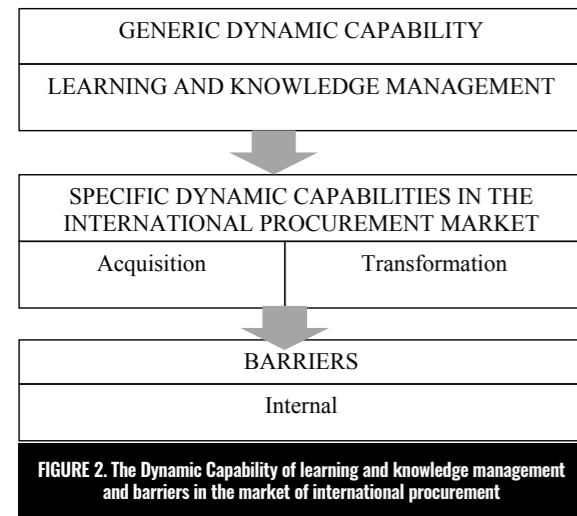 GENERIC DYNAMIC CAPABILITY
LEARNING AND KNOWLEDGE MANAGEMENT
SPECIFIC DYNAMIC CAPABILITIES IN THE
INTERNATIONAL PROCUREMENT MARKET
Acquisition
Transformation
BARRIERS
Internal
FIGURE 2. The Dynamic Capability of learning and knowledge management
and barriers in the market of international procurement